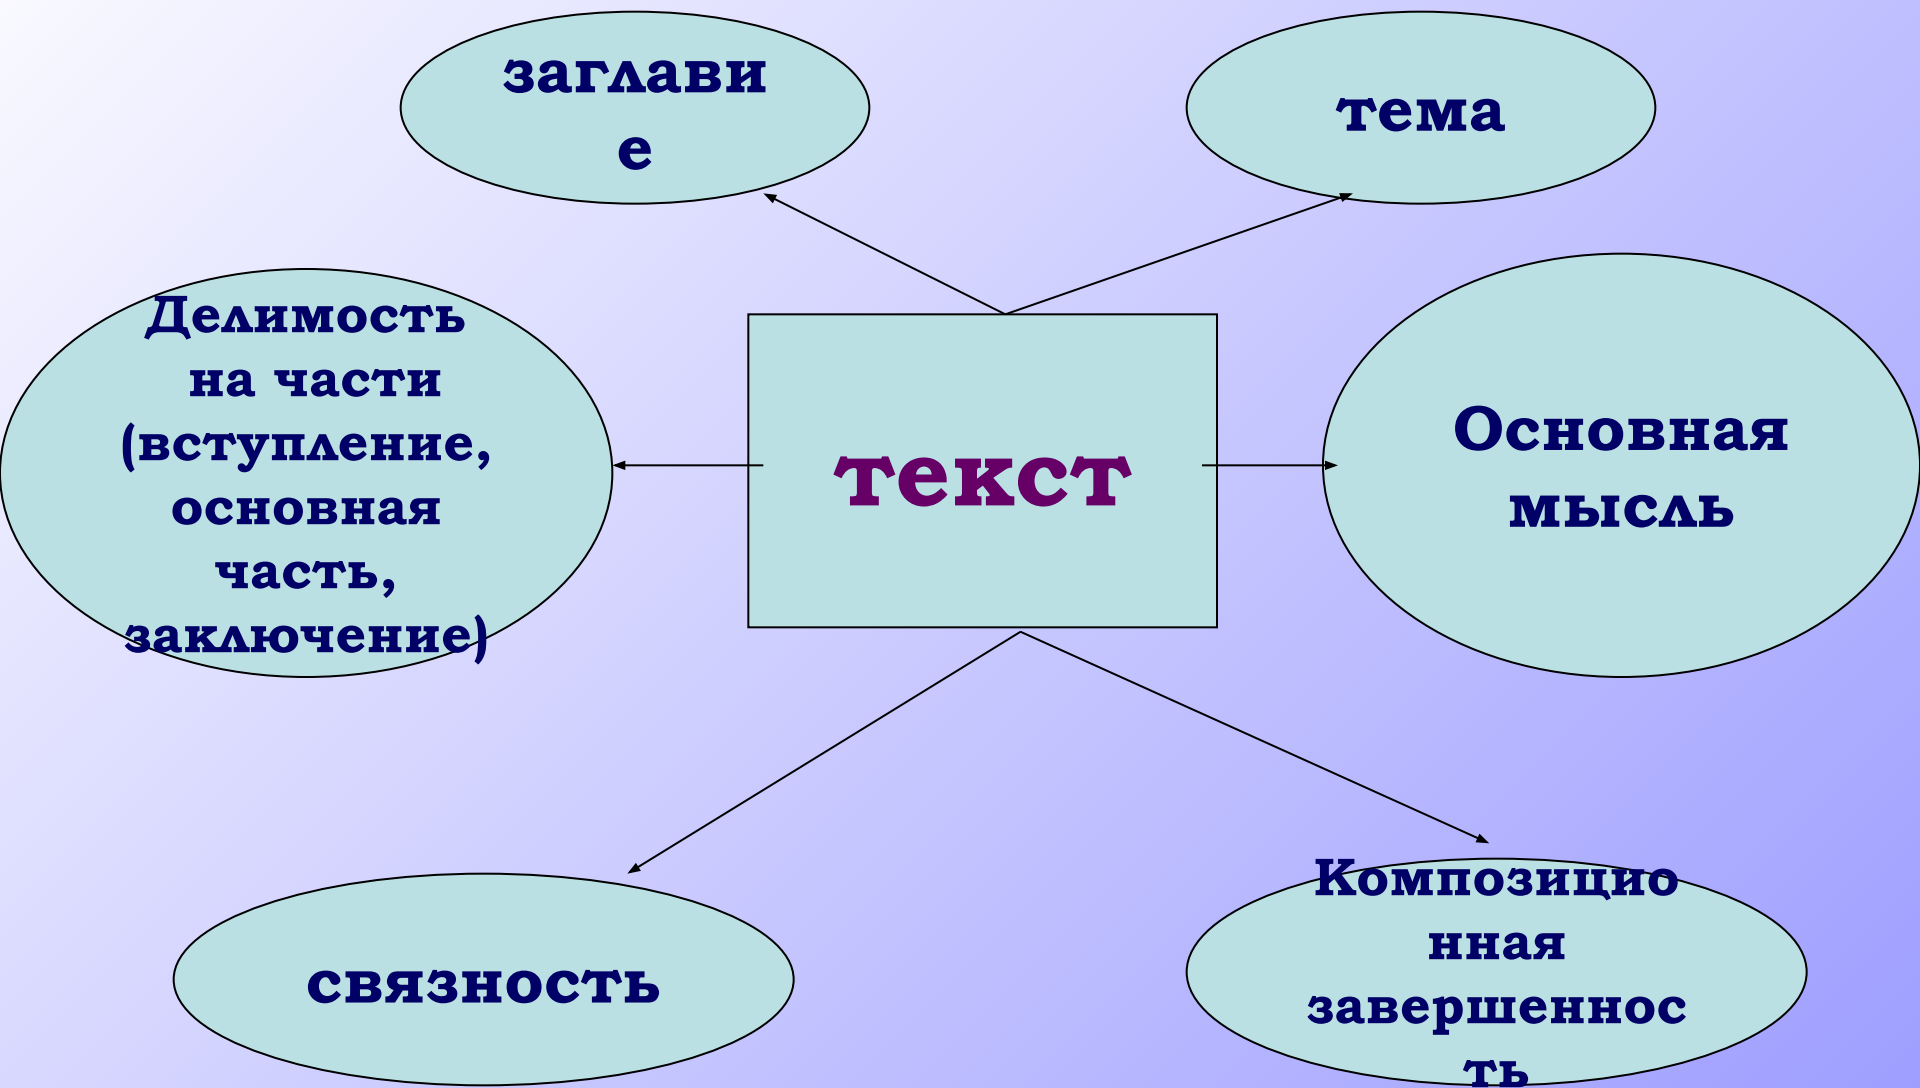 заглави
е
тема
Делимость
на части
(вступление,
основная
часть,
заключение)
текст
Основная
мысль
связность
Композицио
нная
завершеннос
ть